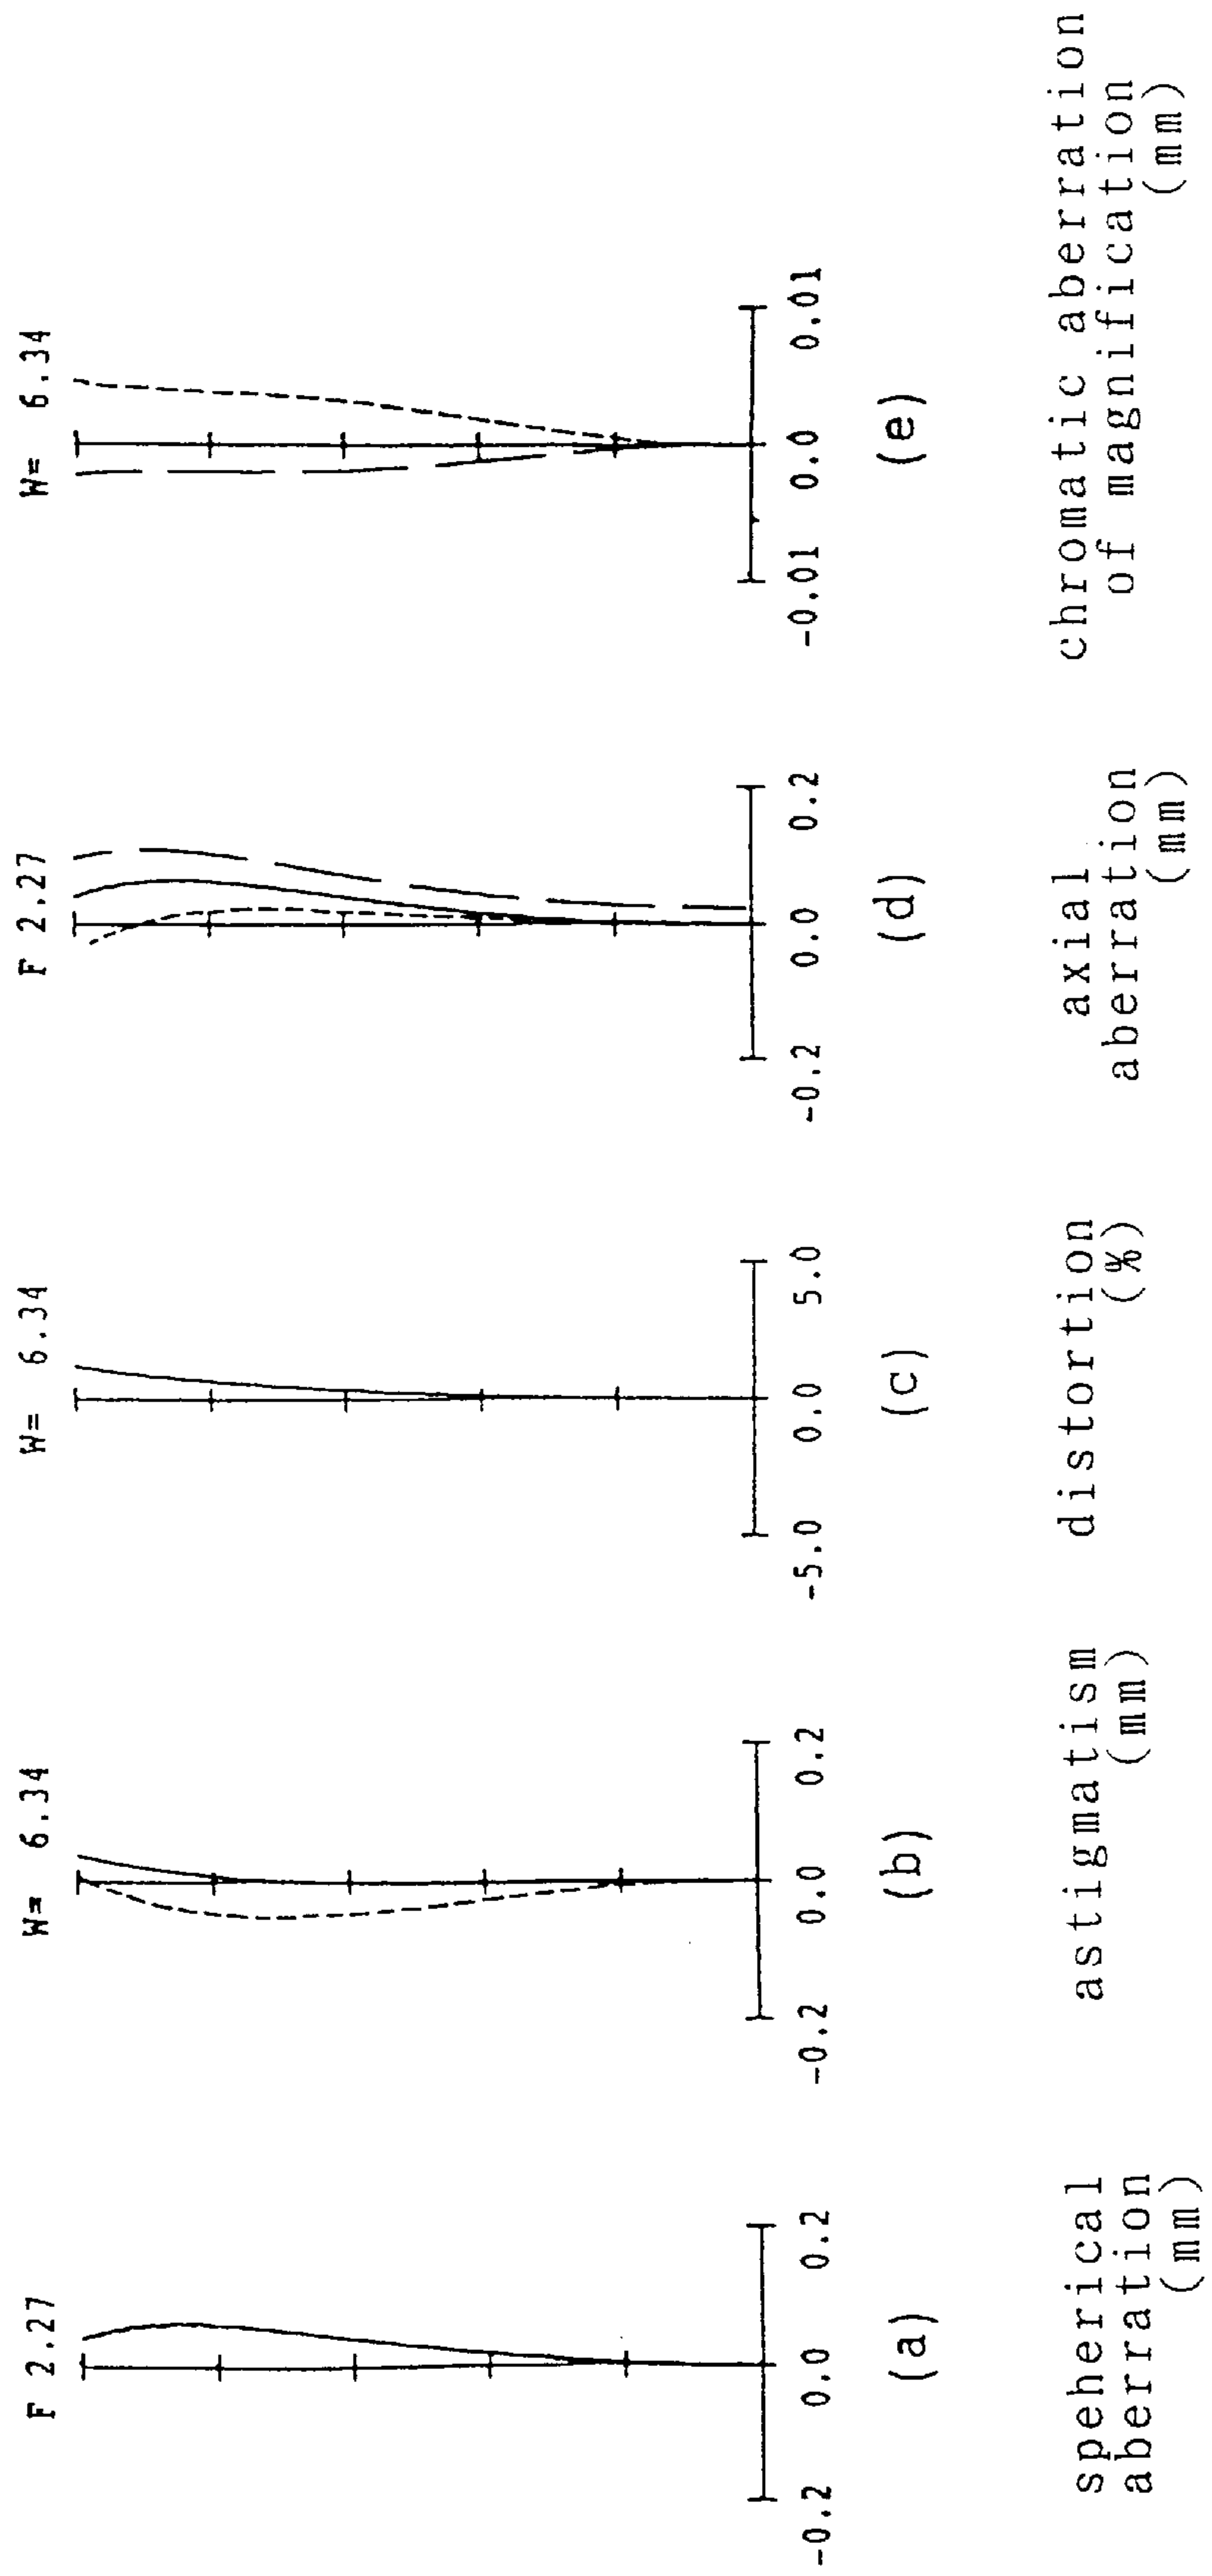 F 2.27
-0.2 0.0 0.2
(a)
speherical
aberration
(mm)
W= 6.34
-0.2 0.0 0.2
(b)
astigmatism
(mm)
W= 6.34
-5.0 0.0 5.0
(c)
distortion
(%)
F 2.27
-0.2 0.0 0.2
(d)
axial
aberration
(mm)
W= 6.34
-0.01 0.0 0.01
(e)
chromatic aberration
of magnification
(mm)